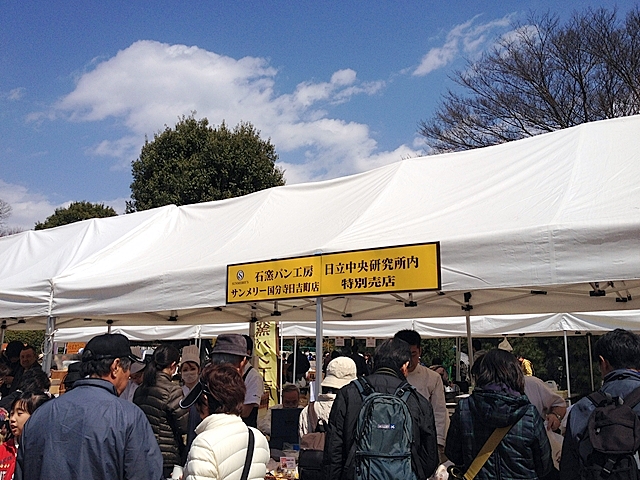 石窯パン工房
サンメリー国分寺日吉町店
日立中央研究所内
特別売店